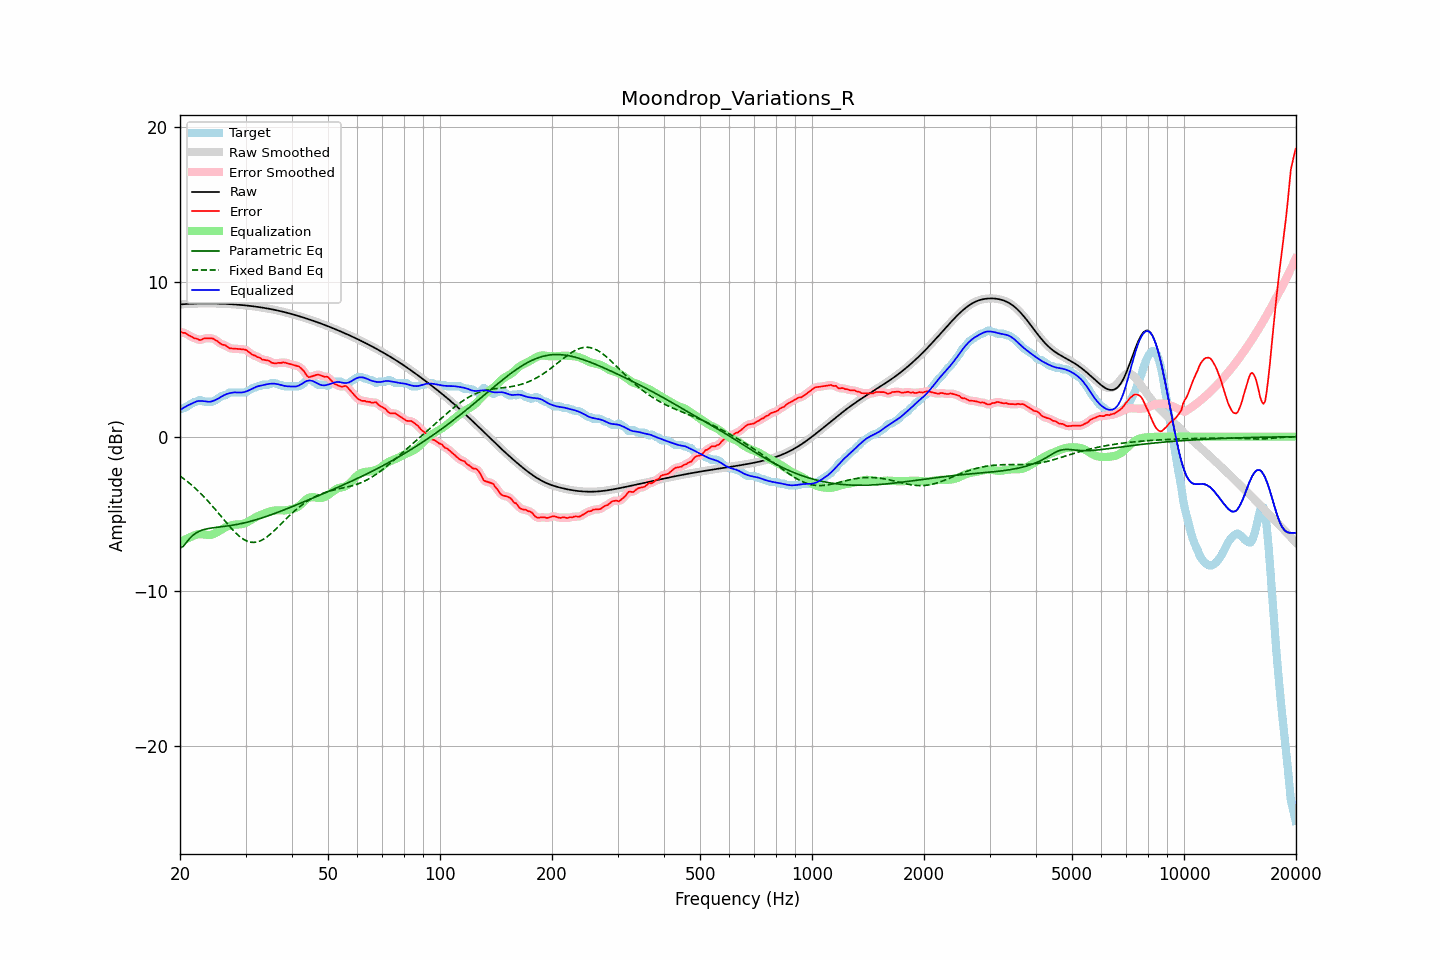 Moondrop_Variations_R
Target
Raw Smoothed
Error Smoothed
Raw
Error
Equalization
Parametric Eq
Fixed Band Eq
Equalized
20
10
0
−10
−20
Amplitude (dBr)
20 50 100 200 500 1000 2000 5000 10000 20000
Frequency (Hz)